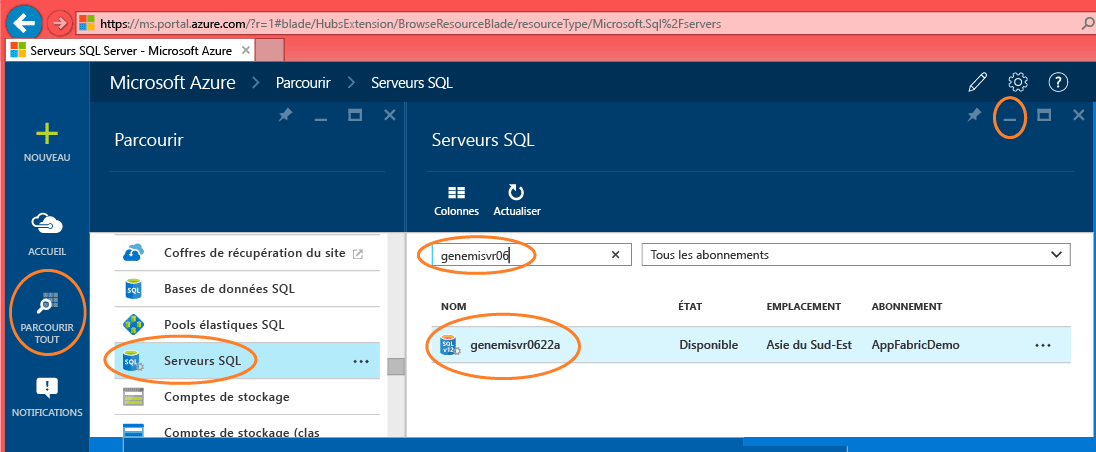 https://ms.portal.azure.com/?r=1#blade/HubsExtension/BrowseResourceBlade/resourceType/Microsoft.Sql%2Fservers
Serveurs SQL Server - Microsoft Azure
Microsoft Azure > Parcourir > Serveurs SQL
NOUVEAU
ACCUEIL
PARCOURIR
TOUT
NOTIFICATIONS
Parcourir
Coffres de récupération du site
Bases de données SQL
Pools élastiques SQL
Serveurs SQL
Comptes de stockage
Comptes de stockage (clas
Serveurs SQL
Colonnes Actualiser
genemisvr06 Tous les abonnements
NOM ÉTAT EMPLACEMENT ABONNEMENT
genemisvr0622a Disponible Asie du Sud-Est AppFabricDemo